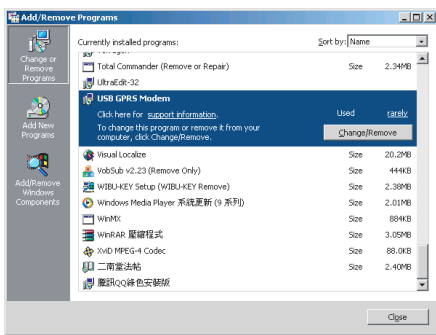 Add/Remove Programs
Change or
Remove
Programs
Add New
Programs
Add/Remove
Windows
Components
Currently installed programs:
Sort by: Name
Total Commander (Remove or Repair) Size 2.34MB
UltraEdit-32
USB GPRS Modem
Click here for support information. Used rarely
To change this program or remove it from your
computer, click Change/Remove.
Change/Remove
Visual Localize Size 20.2MB
VobSub v2.23 (Remove Only) Size 444KB
WIBU-KEY Setup (WIBU-KEY Remove) Size 2.38MB
Windows Media Player 系統更新 (9 系列) Size 2.01MB
WinMX Size 884KB
WinRAR 壓縮程式 Size 3.05MB
XviD MPEG-4 Codec Size 88.0KB
二南堂法帖 Size 2.40MB
騰訊QQ綠色安裝版
Close